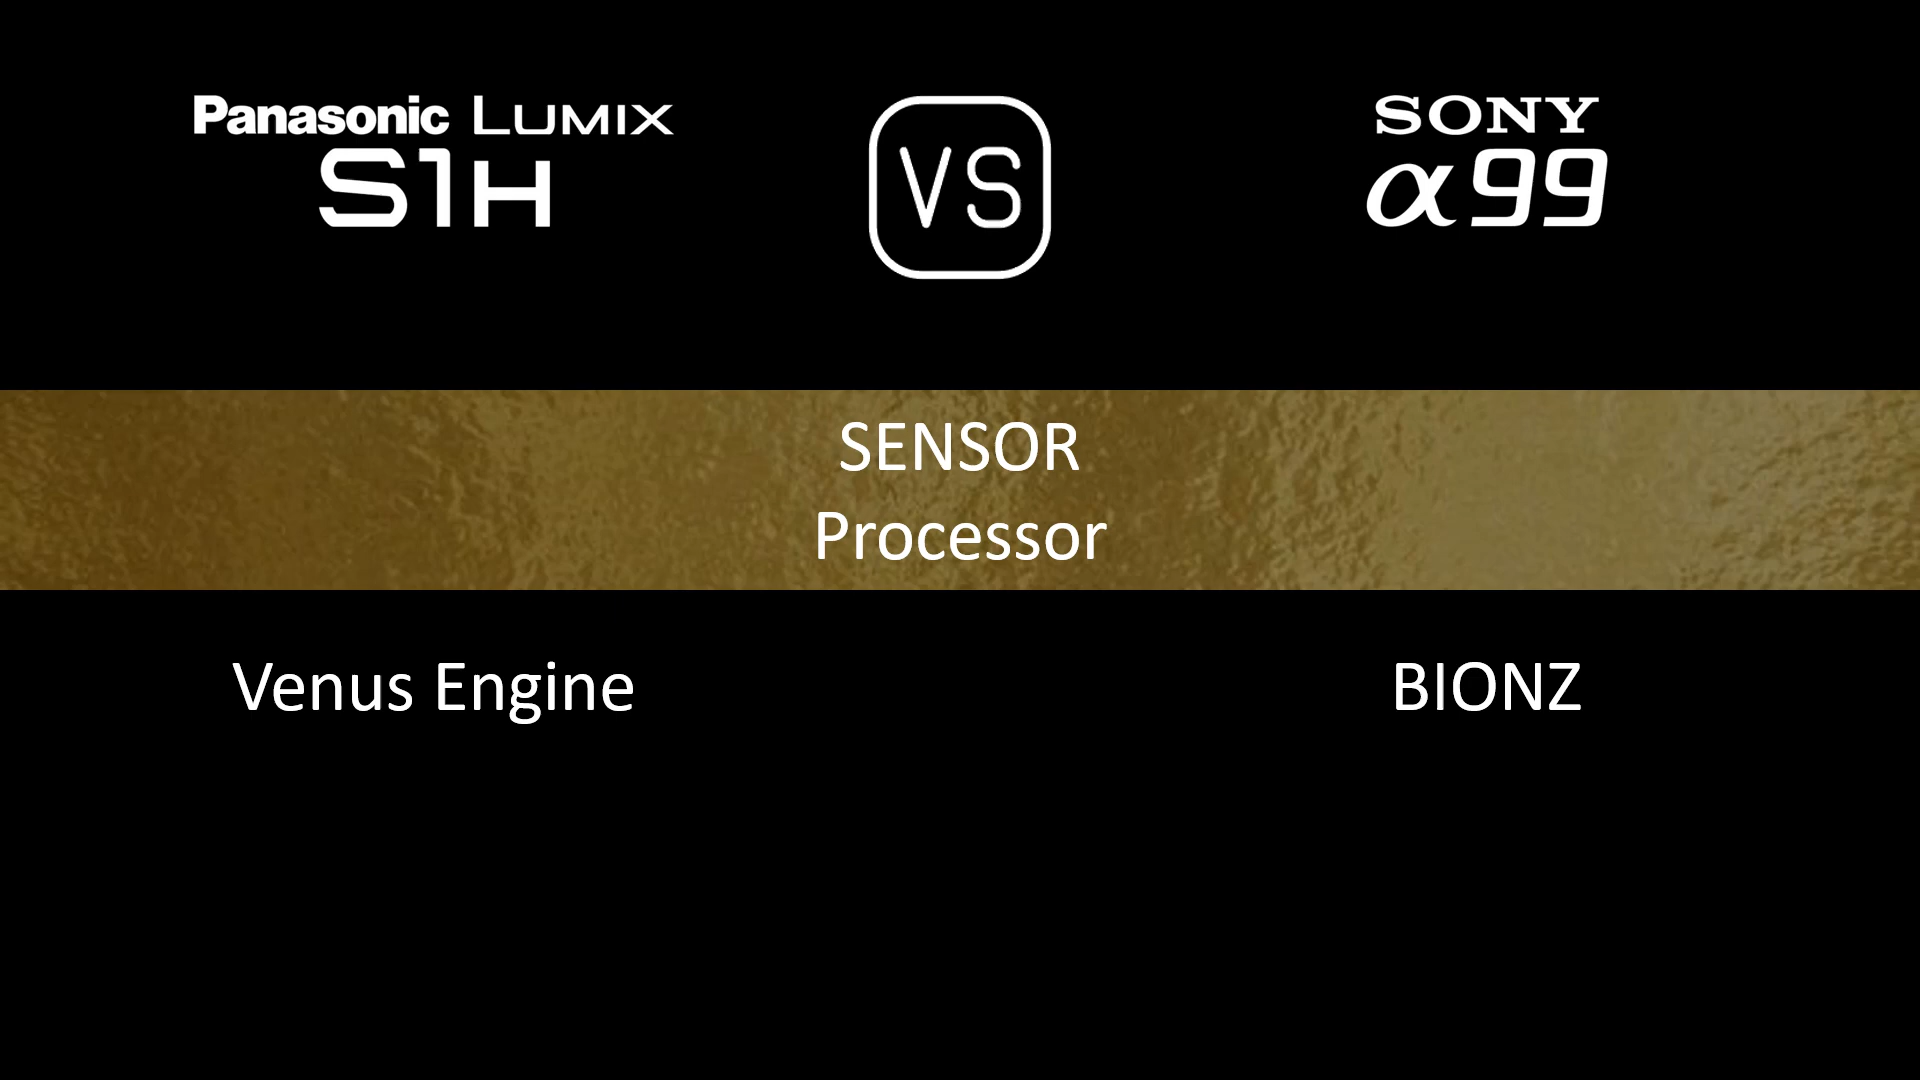 Panasonic LUMIX
S1H
VS
SONY
α99
SENSOR
Processor
Venus Engine
BIONZ